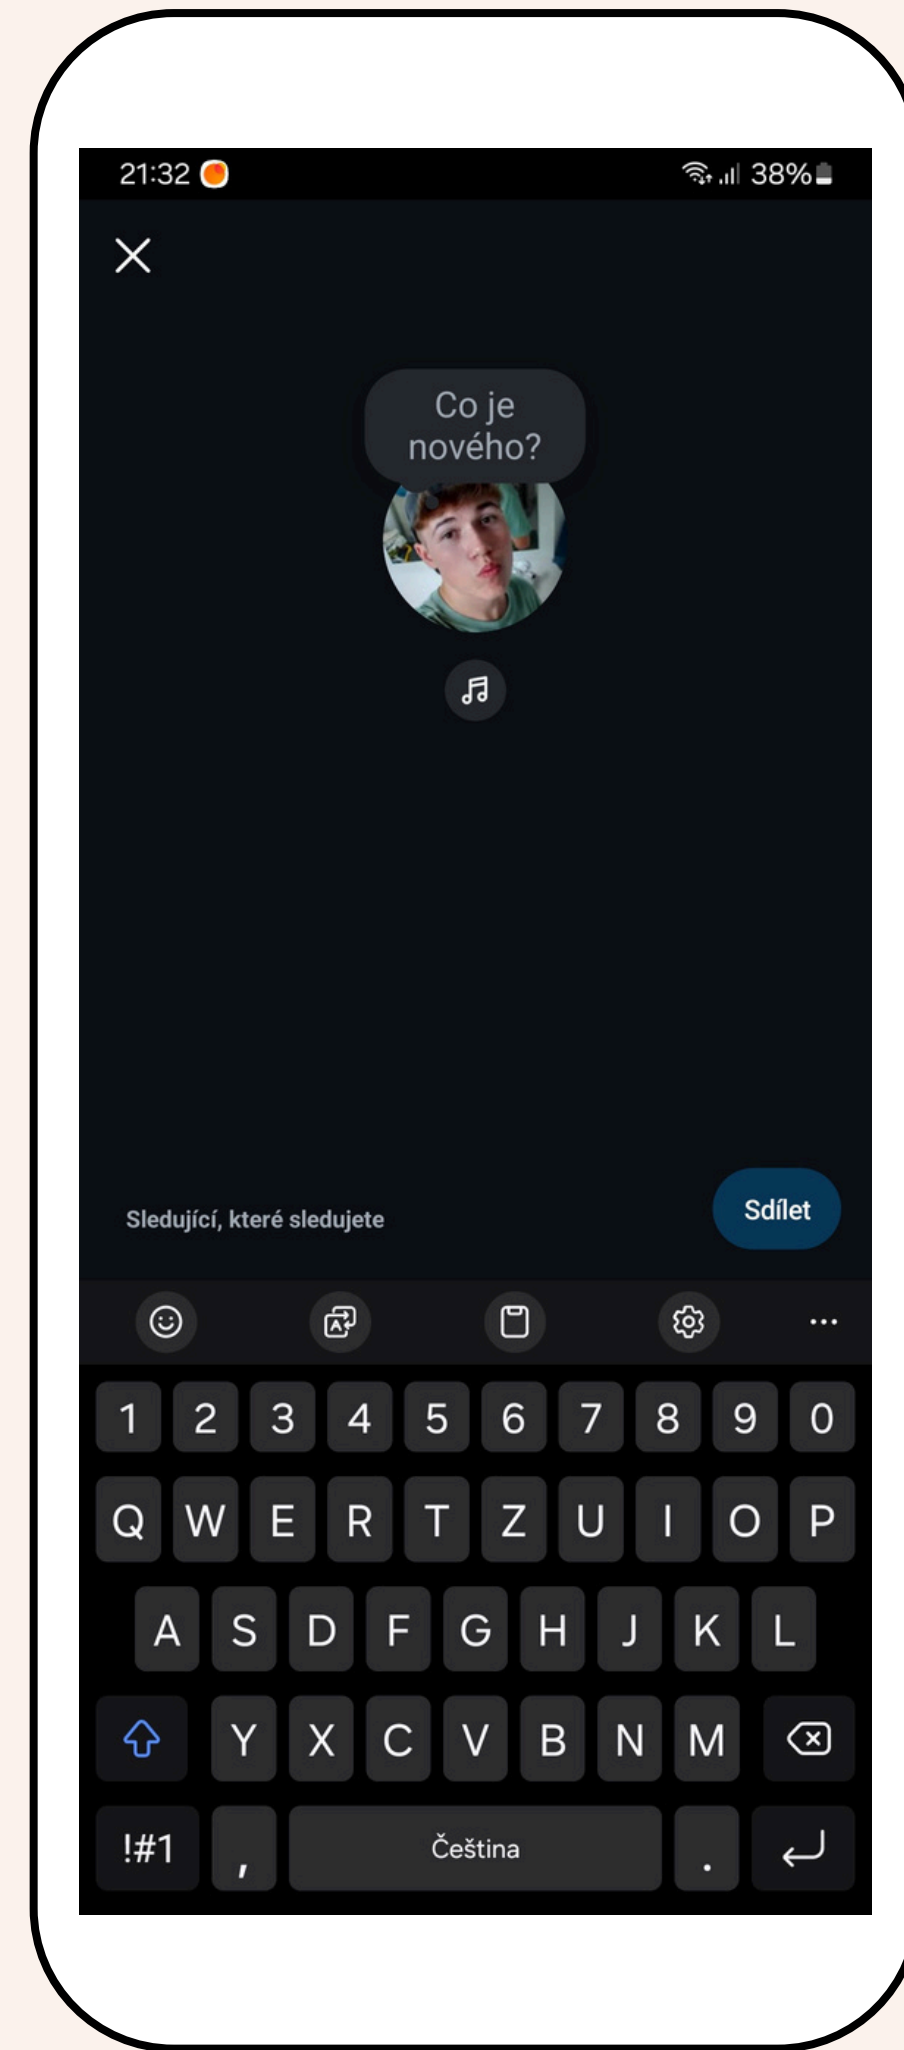 21:32 38%
Co je
nového?
Sledující, které sledujete
Sdílet
1 2 3 4 5 6 7 8 9 0
Q W E R T Z U I O P
A S D F G H J K L
Y X C V B N M
!#1 , Čeština .